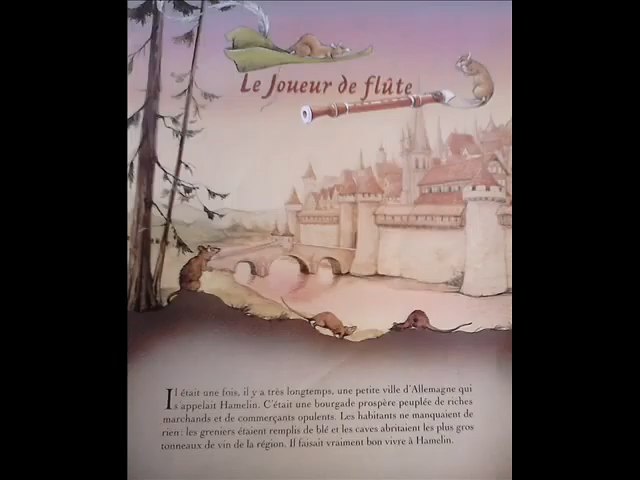 Le Joueur de flûte
Il était une fois, il y a très longtemps, une petite ville d'Allemagne qui
s'appelait Hamelin. C'était une bourgade prospère peuplée de riches
marchands et de commerçants opulents. Les habitants ne manquaient de
rien : les greniers étaient remplis de blé et les caves abritaient les plus gros
tonneaux de vin de la région. Il faisait vraiment bon vivre à Hamelin.